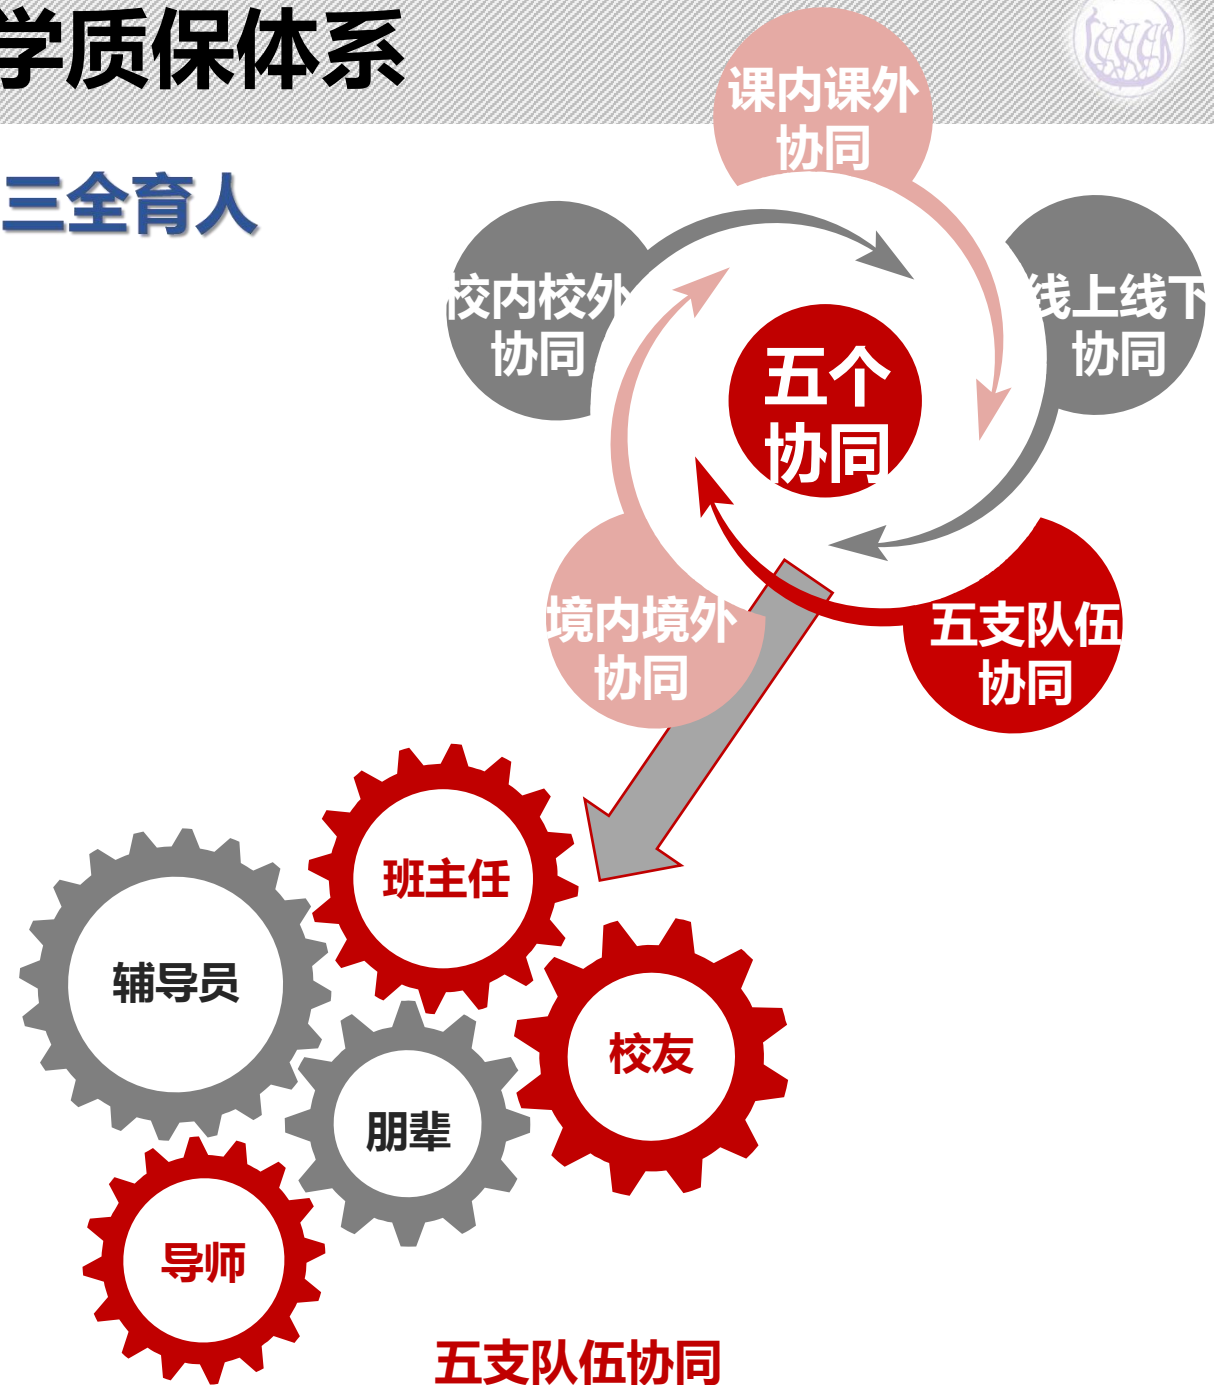 学质保体系
三全育人
课内课外
协同
校内校外
协同
线上线下
协同
五个
协同
境内境外
协同
五支队伍
协同
班主任
辅导员
校友
朋辈
导师
五支队伍协同